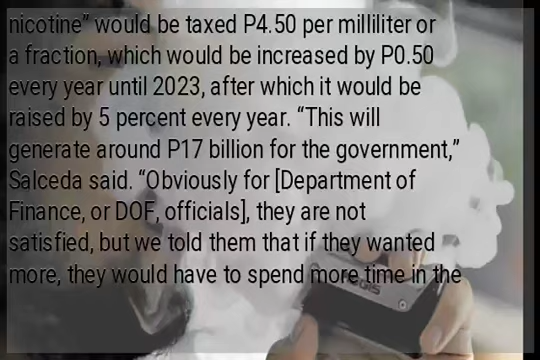 nicotine” would be taxed P4.50 per milliliter or
a fraction, which would be increased by P0.50
every year until 2023, after which it would be
raised by 5 percent every year. “This will
generate around P17 billion for the government,”
Salceda said. “Obviously for [Department of
Finance, or DOF, officials], they are not
satisfied, but we told them that if they wanted
more, they would have to spend more time in the